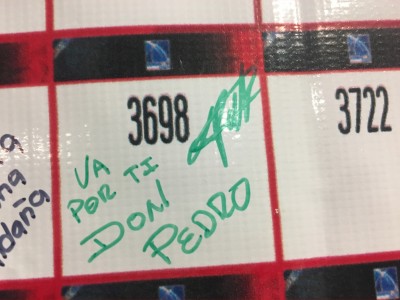 3698
3722
VA
POR TI
DON
PEDRO